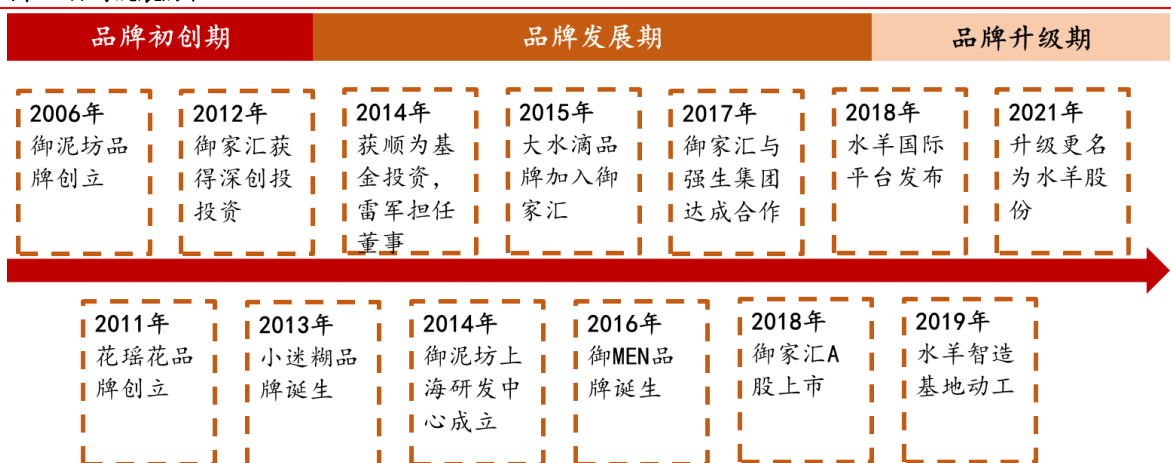 品牌初创期
品牌发展期
品牌升级期
2006年
御泥坊品
牌创立
2012年
御家汇获
得深创投
投资
2014年
获顺为基
金投资，
雷军担任
董事
2015年
大水滴品
牌加入御
家汇
2017年
御家汇与
强生集团
达成合作
2018年
水羊国际
平台发布
2021年
升级更名
为水羊股
份
2011年
花瑶花品
牌创立
2013年
小迷糊品
牌诞生
2014年
御泥坊上
海研发中
心成立
2016年
御MEN品
牌诞生
2018年
御家汇A
股上市
2019年
水羊智造
基地动工